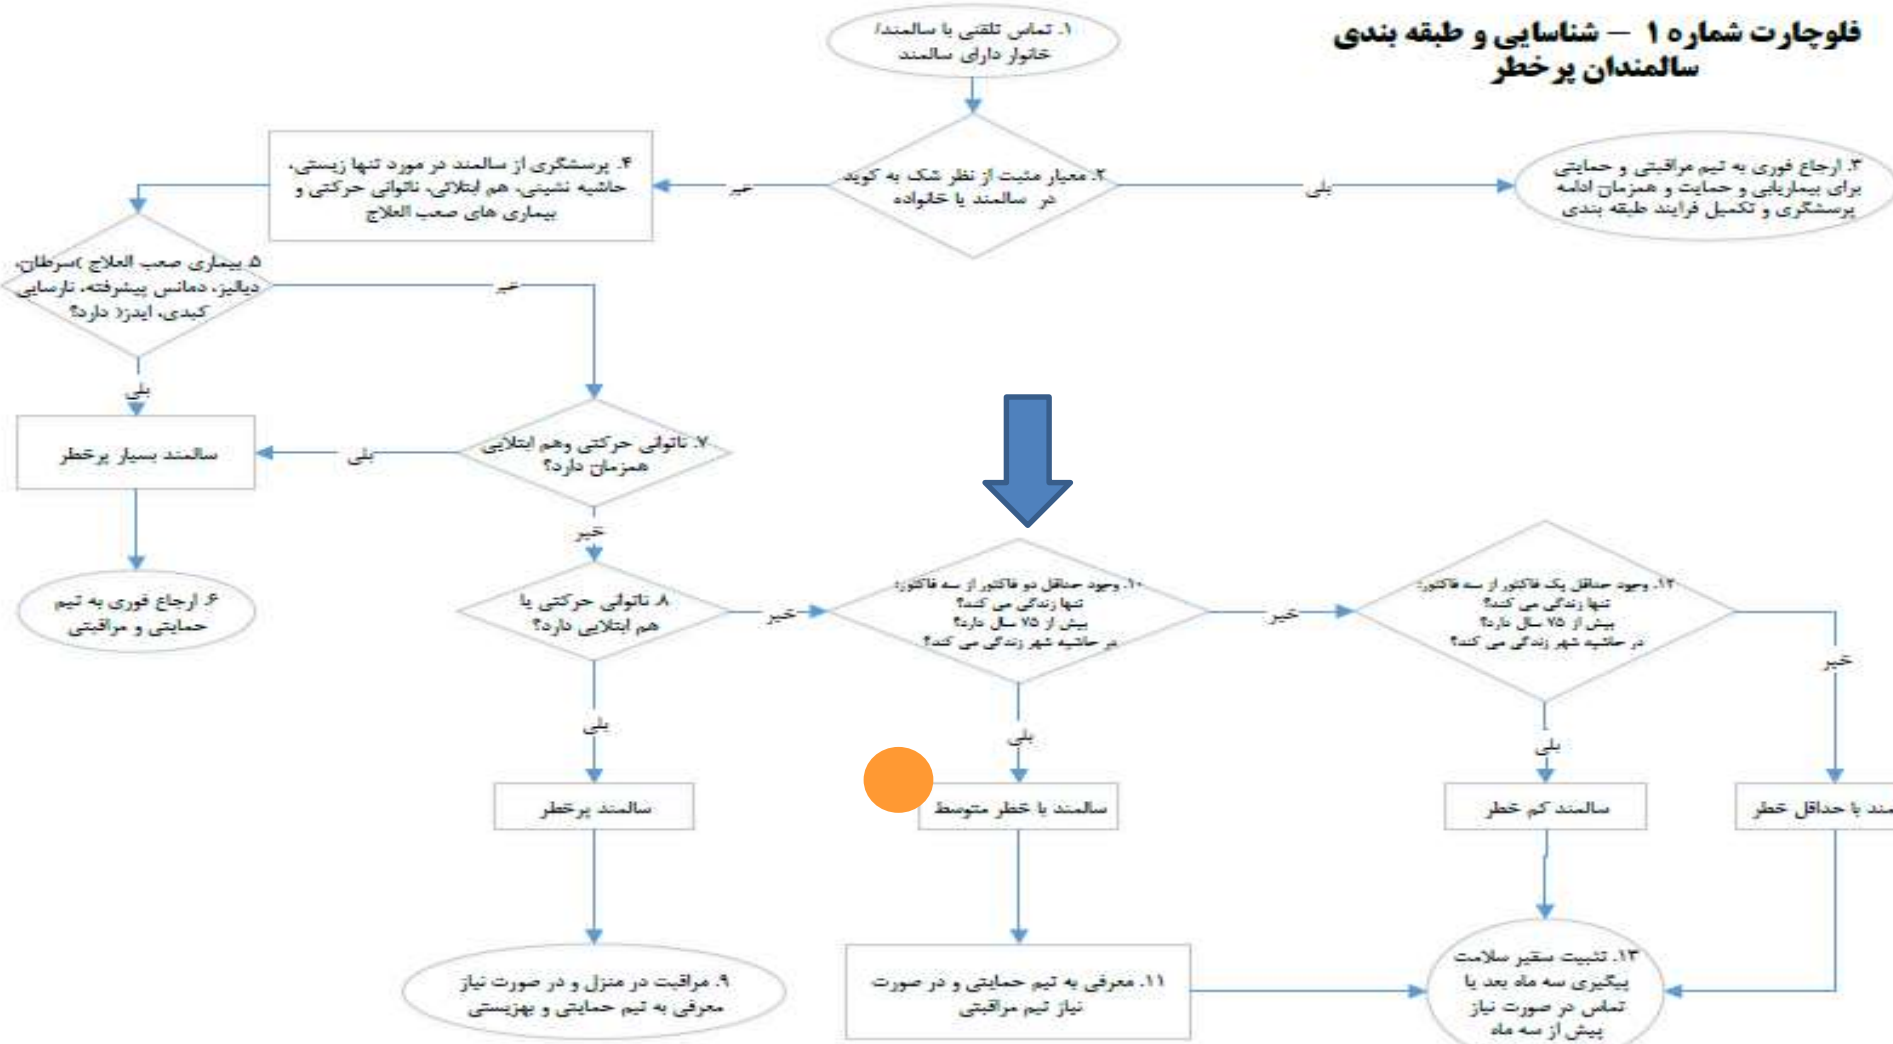 فلوچارت شماره ۱ – شناسایی و طبقه بندی
سالمندان پر خطر
۱. تماس تلفنی با سالمند/
خانوار دارای سالمند
۲. معیار مثبت از نظر شک به کوید
در سالمند یا خانواده
بلی
۳. ارجاع فوری به تیم مراقبتی و حمایتی
برای بیماریابی و حمایت و همزمان ادامه
پرسشگری و تکمیل فرایند طبقه بندی
خیر
۴. پرسشگری از سالمند در مورد تنها زیستی،
حاشیه نشینی، هم ابتلائی، ناتوانی حرکتی و
بیماری های صعب العلاج
۵. بیماری صعب العلاج )سرطان،
دیالیز، دمانس پیشرفته، نارسایی
کبدی، ایدز( دارد؟
خیر
بلی
سالمند بسیار پرخطر
۶. ارجاع فوری به تیم
حمایتی و مراقبتی
۷. ناتوانی حرکتی وهم ابتلایی
همزمان دارد؟
بلی
خیر
۸. ناتوانی حرکتی یا
هم ابتلایی دارد؟
بلی
سالمند پرخطر
۹. مراقبت در منزل و در صورت نیاز
معرفی به تیم حمایتی و بهزیستی
خیر
۱۰. وجود حداقل دو فاکتور از سه فاکتور:
تنها زندگی می کند؟
بیش از ۷۵ سال دارد؟
در حاشیه شهر زندگی می کند؟
بلی
سالمند با خطر متوسط
۱۱. معرفی به تیم حمایتی و در صورت
نیاز تیم مراقبتی
خیر
۱۲. وجود حداقل یک فاکتور از سه فاکتور:
تنها زندگی می کند؟
بیش از ۷۵ سال دارد؟
در حاشیه شهر زندگی می کند؟
بلی
سالمند کم خطر
خیر
مند با حداقل خطر
۱۳. تثبیت سفیر سلامت
پیگیری سه ماه بعد یا
تماس در صورت نیاز
پیش از سه ماه